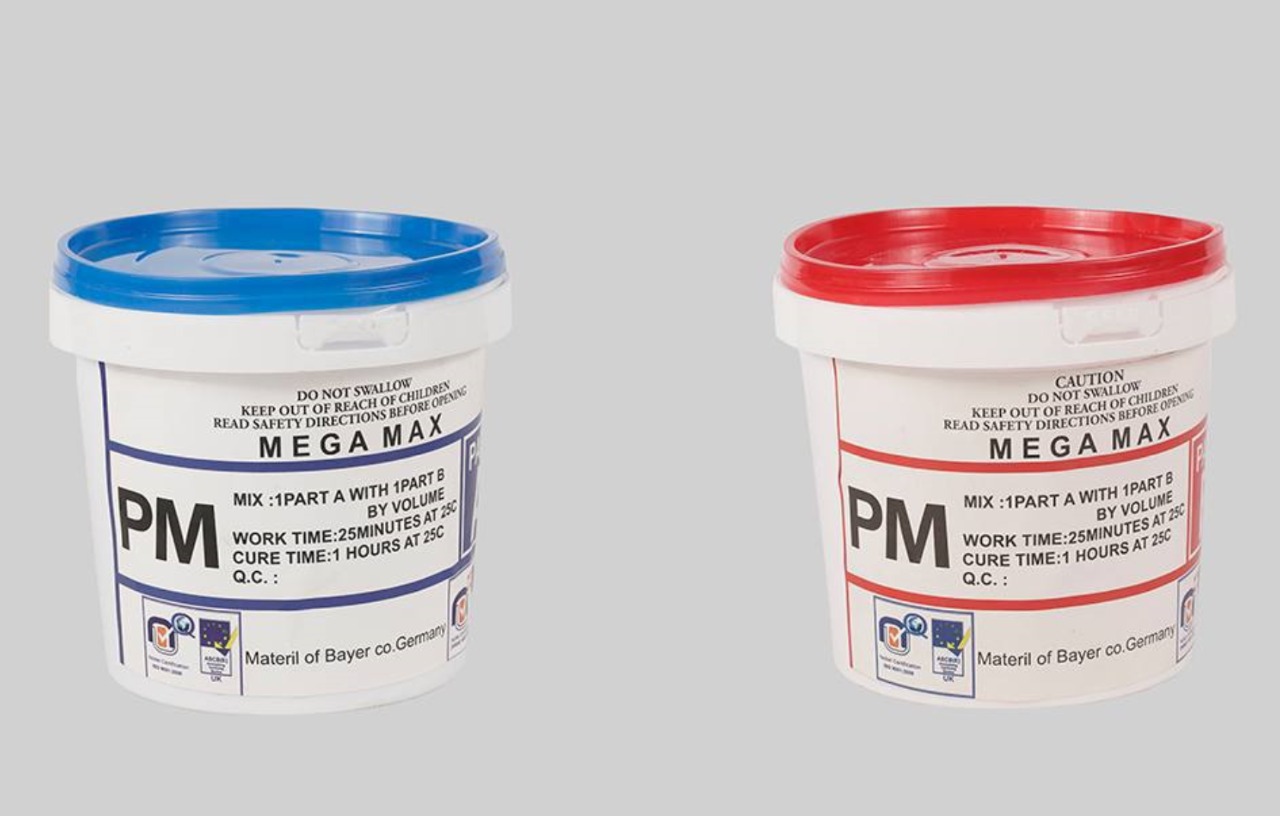 DO NOT SWALLOW
KEEP OUT OF REACH OF CHILDREN
READ SAFETY DIRECTIONS BEFORE OPENING
MEGA MAX
PM
MIX :1PART A WITH 1PART B
BY VOLUME
WORK TIME:25MINUTES AT 25C
CURE TIME:1 HOURS AT 25C
Q.C. :
ASCB(E)
UK
Materil of Bayer co.Germany
CAUTION
DO NOT SWALLOW
KEEP OUT OF REACH OF CHILDREN
READ SAFETY DIRECTIONS BEFORE OPENING
MEGA MAX
PM
MIX :1PART A WITH 1PART B
BY VOLUME
WORK TIME:25MINUTES AT 25C
CURE TIME:1 HOURS AT 25C
Q.C. :
ASCB(E)
UK
Materil of Bayer co.Germany